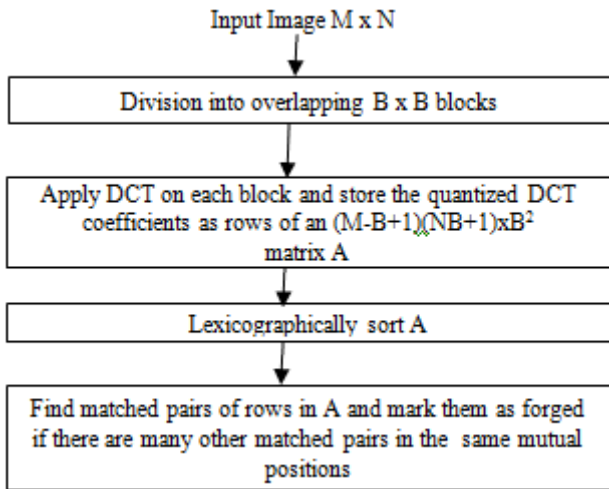 Input Image M x N
Division into overlapping B x B blocks
Apply DCT on each block and store the quantized DCT
coefficients as rows of an (M-B+1)(NB+1)xB²
matrix A
Lexicographically sort A
Find matched pairs of rows in A and mark them as forged
if there are many other matched pairs in the same mutual
positions